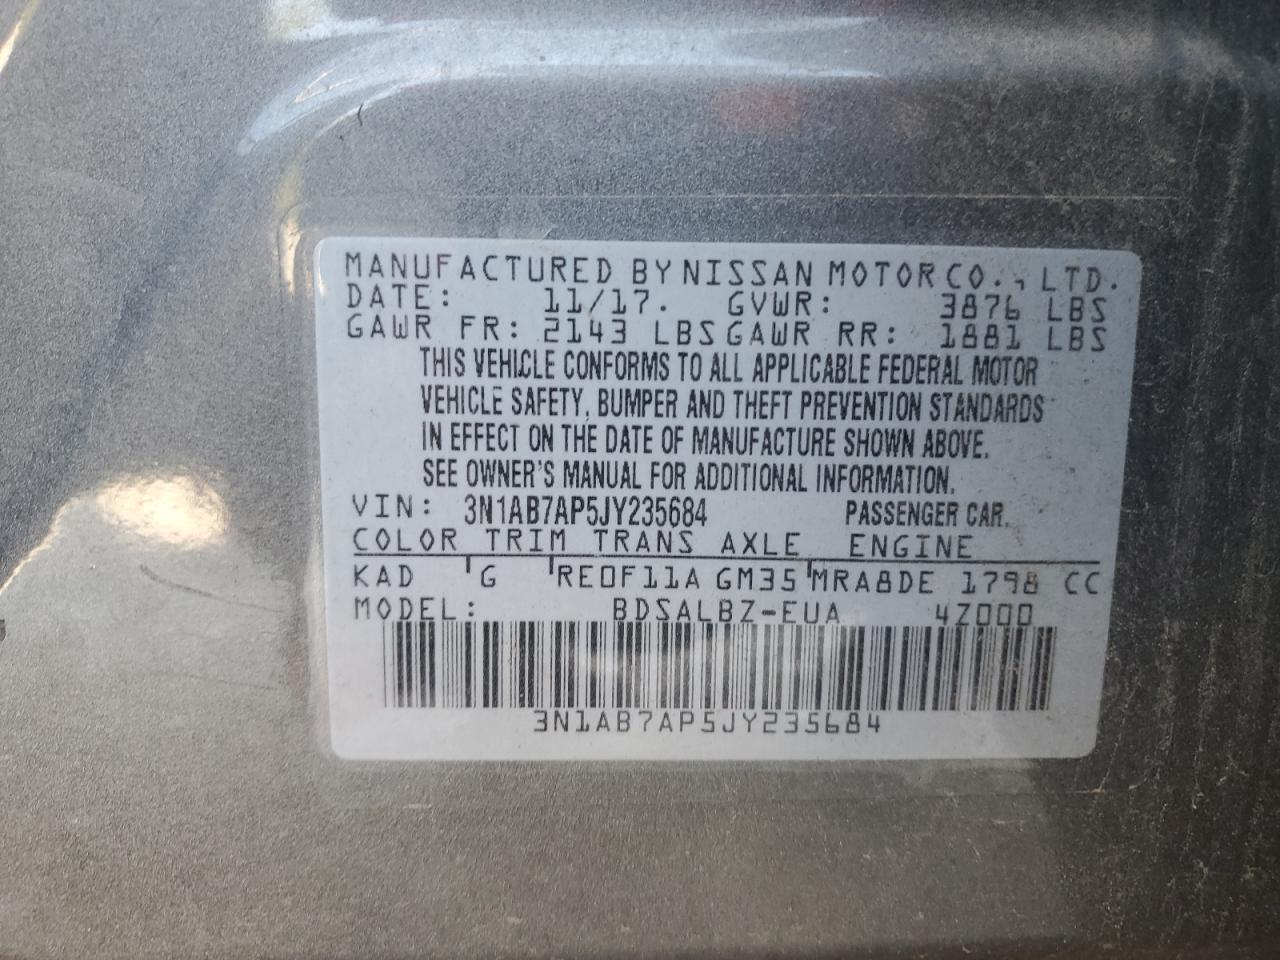 MANUFACTURED BY NISSAN MOTOR CO., LTD.
DATE: 11/17. GVWR: 3876 LBS
GAWR FR: 2143 LBS GAWR RR: 1881 LBS
THIS VEHICLE CONFORMS TO ALL APPLICABLE FEDERAL MOTOR
VEHICLE SAFETY, BUMPER AND THEFT PREVENTION STANDARDS
IN EFFECT ON THE DATE OF MANUFACTURE SHOWN ABOVE.
SEE OWNER'S MANUAL FOR ADDITIONAL INFORMATION.
VIN: 3N1AB7AP5JY235684 PASSENGER CAR.
COLOR TRIM TRANS AXLE ENGINE
KAD G RE0F11A GM35 MRA8DE 1798 CC
MODEL: BDSALBZ-EUA 4Z000
3N1AB7AP5JY235684